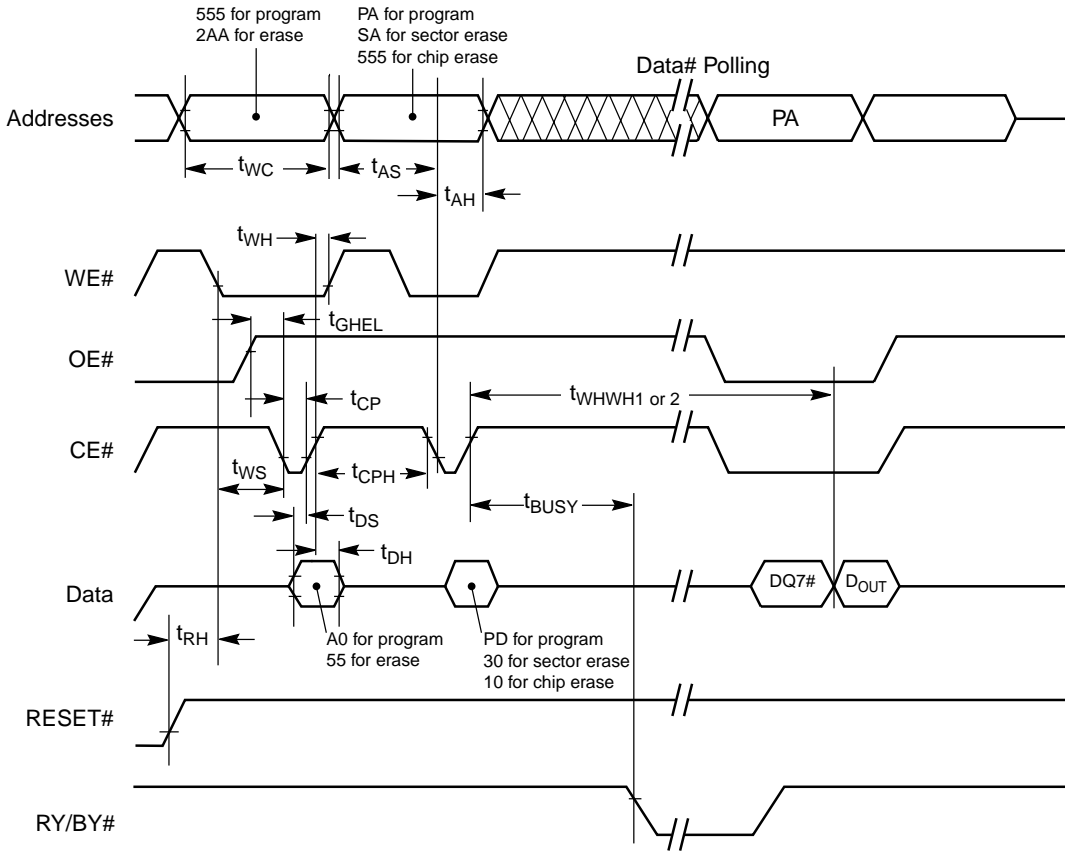 555 for program
2AA for erase
PA for program
SA for sector erase
555 for chip erase
Data# Polling
Addresses
PA
tWC
tAS
tAH
tWH
WE#
tGHEL
OE#
tCP
tWHWH1 or 2
CE#
tWS
tCPH
tBUSY
tDS
tDH
Data
DQ7#
DOUT
tRH
A0 for program
55 for erase
PD for program
30 for sector erase
10 for chip erase
RESET#
RY/BY#